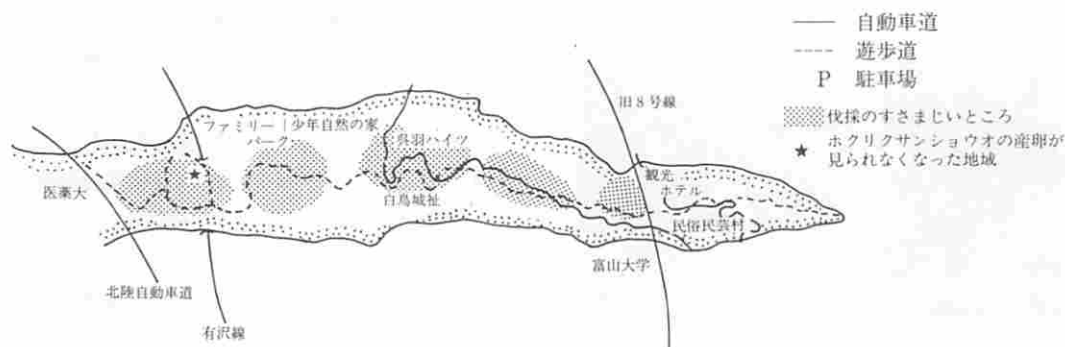 自動車道
遊歩道
P 駐車場
伐採のすさまじいところ
★ ホクリクサンショウオの産卵が
見られなくなった地域
旧8号線
ファミリー
パーク
少年自然の家
呉羽ハイツ
観光
ホテル
医薬大
白鳥城祉
民俗民芸村
富山大学
北陸自動車道
有沢線